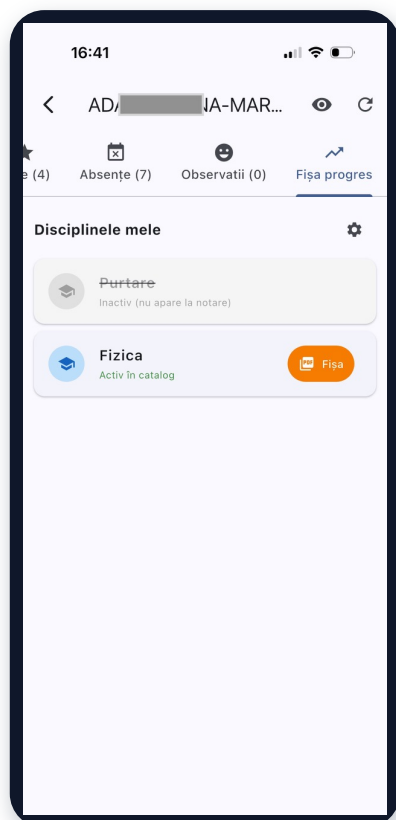 16:41
AD NA-MAR...
e (4) Absențe (7) Observatii (0) Fișa progres
Disciplinele mele
Purtare
Inactiv (nu apare la notare)
Fizica
Activ în catalog
PDF Fișa